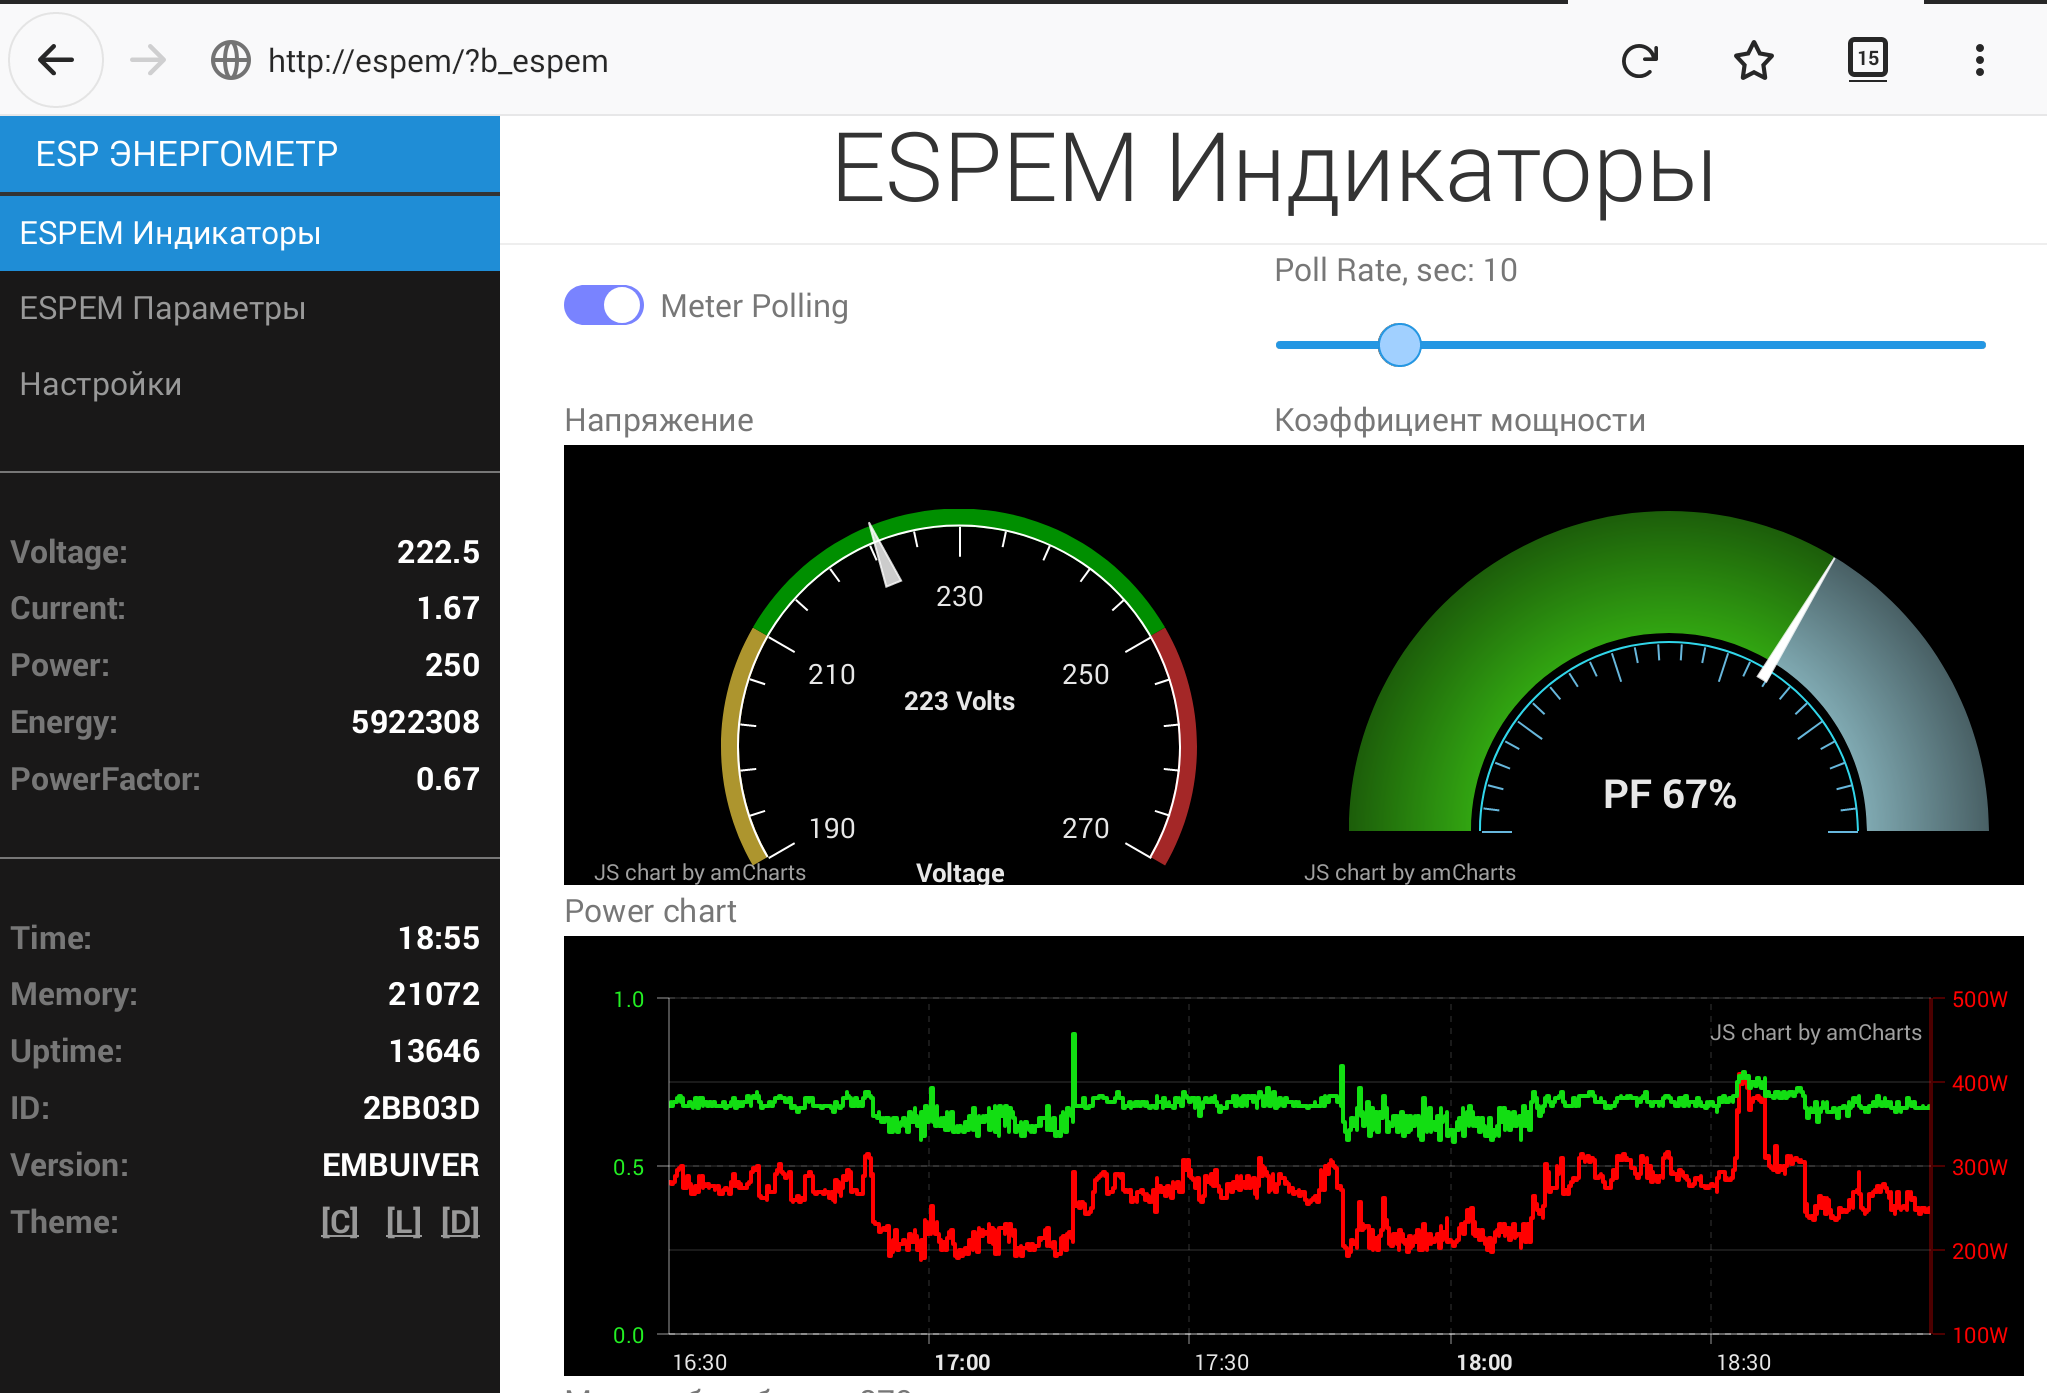 15
http://espem/?b_espem
ESP ЭНЕРГОМЕТР
ESPEM Индикаторы
ESPEM Параметры
Настройки
Voltage: 222.5
Current: 1.67
Power: 250
Energy: 5922308
PowerFactor: 0.67
Time: 18:55
Memory: 21072
Uptime: 13646
ID: 2BB03D
Version: EMBUIVER
Theme: [C] [L] [D]
ESPEM Индикаторы
Meter Polling
Poll Rate, sec: 10
Напряжение
230
210
250
223 Volts
190
270
JS chart by amCharts
Voltage
Коэффициент мощности
PF 67%
JS chart by amCharts
Power chart
1.0
500W
JS chart by amCharts
400W
0.5
300W
200W
0.0
100W
16:30
17:00
17:30
18:00
18:30